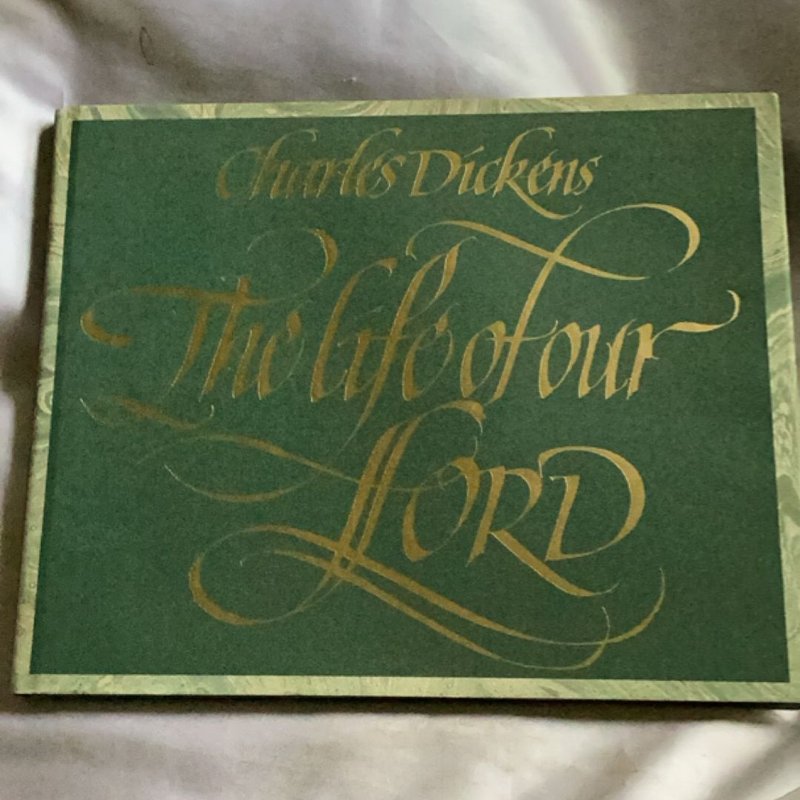 Charles Dickens
The life of our
LORD